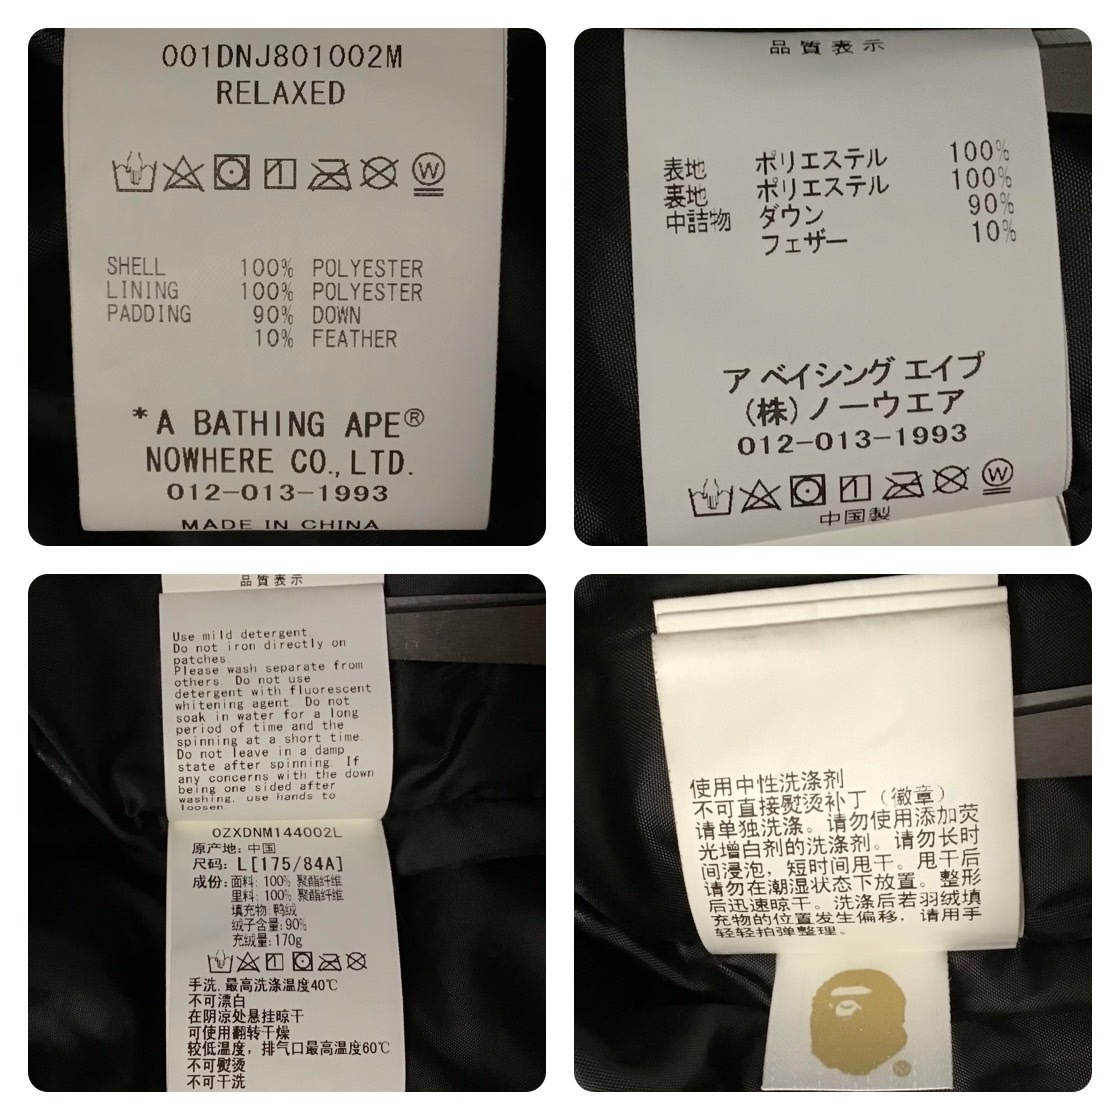 001DNJ801002M
RELAXED
SHELL 100% POLYESTER
LINING 100% POLYESTER
PADDING 90% DOWN
10% FEATHER
*A BATHING APE®
NOWHERE CO., LTD.
012-013-1993
MADE IN CHINA
品質表示
表地 ポリエステル 100%
裏地 ポリエステル 100%
中詰物 ダウン 90%
フェザー 10%
ア ベイシング エイプ
(株)ノーウエア
012-013-1993
W
中国製
品質表示
Use mild detergent.
Do not iron directly on
patches.
Please wash separate from
others. Do not use
detergent with fluorescent
whitening agent. Do not
soak in water for a long
period of time and the
spinning at a short time.
Do not leave in a damp
state after spinning. If
any concerns with the down
being one sided after
washing, use hands to
loosen.
OZXDNM144002L
原产地: 中国
尺码: L[175/84A]
成份: 面料: 100% 聚酯纤维
里料: 100% 聚酯纤维
填充物: 鸭绒
绒子含量: 90%
充绒量: 170g
手洗,最高洗涤温度40℃
不可漂白
在阴凉处悬挂晾干
可使用翻转干燥
较低温度, 排气口最高温度60℃
不可熨烫
不可干洗
使用中性洗涤剂
不可直接熨烫补丁（徽章）
请单独洗涤。请勿使用添加荧
光增白剂的洗涤剂。请勿长时
间浸泡，短时间甩干。甩干后
请勿在潮湿状态下放置。整形
后迅速晾干。洗涤后若羽绒填
充物的位置发生偏移，请用手
轻轻拍弹整理。
®